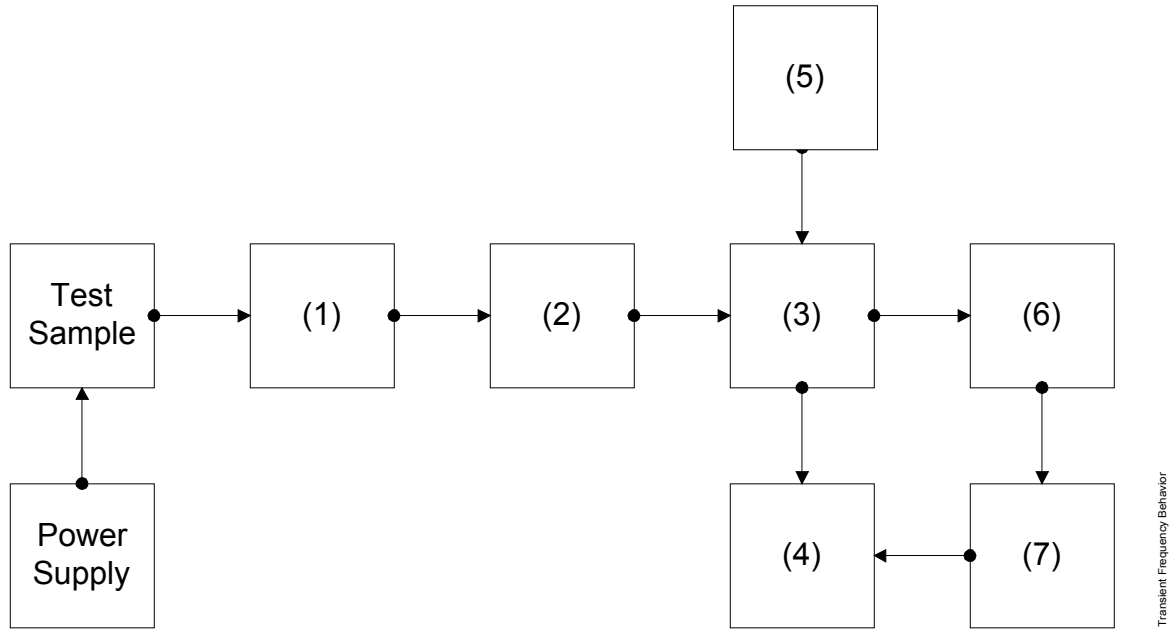 (5)
Test
Sample
(1)
(2)
(3)
(6)
Power
Supply
(4)
(7)
Transient Frequency Behavior